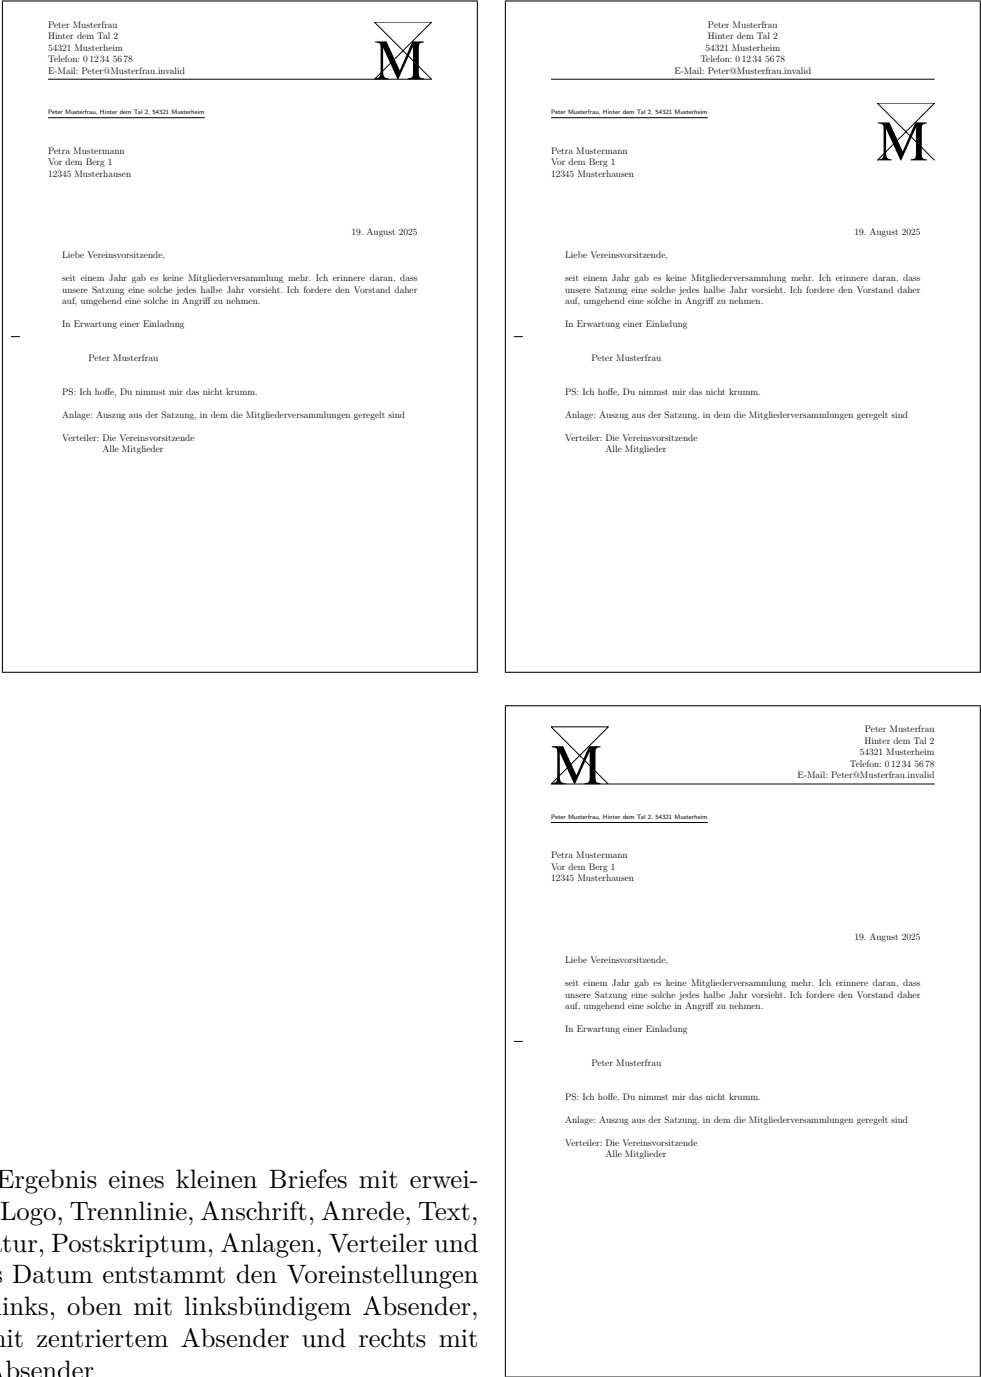 Peter Musterfrau
Hinter dem Tal 2
54321 Musterheim
Telefon: 0 12 34 56 78
E-Mail: Peter@Musterfrau.invalid
M
Peter Musterfrau, Hinter dem Tal 2, 54321 Musterheim
Petra Mustermann
Vor dem Berg 1
12345 Musterhausen
19. August 2025
Liebe Vereinsvorsitzende,
seit einem Jahr gab es keine Mitgliederversammlung mehr. Ich erinnere daran, dass
unsere Satzung eine solche jedes halbe Jahr vorsieht. Ich fordere den Vorstand daher
auf, umgehend eine solche in Angriff zu nehmen.
In Erwartung einer Einladung
Peter Musterfrau
PS: Ich hoffe, Du nimmst mir das nicht krumm.
Anlage: Auszug aus der Satzung, in dem die Mitgliederversammlungen geregelt sind
Verteiler: Die Vereinsvorsitzende
Alle Mitglieder
Peter Musterfrau
Hinter dem Tal 2
54321 Musterheim
Telefon: 0 12 34 56 78
E-Mail: Peter@Musterfrau.invalid
Peter Musterfrau, Hinter dem Tal 2, 54321 Musterheim
M
Petra Mustermann
Vor dem Berg 1
12345 Musterhausen
19. August 2025
Liebe Vereinsvorsitzende,
seit einem Jahr gab es keine Mitgliederversammlung mehr. Ich erinnere daran, dass
unsere Satzung eine solche jedes halbe Jahr vorsieht. Ich fordere den Vorstand daher
auf, umgehend eine solche in Angriff zu nehmen.
In Erwartung einer Einladung
Peter Musterfrau
PS: Ich hoffe, Du nimmst mir das nicht krumm.
Anlage: Auszug aus der Satzung, in dem die Mitgliederversammlungen geregelt sind
Verteiler: Die Vereinsvorsitzende
Alle Mitglieder
M
Peter Musterfrau
Hinter dem Tal 2
54321 Musterheim
Telefon: 0 12 34 56 78
E-Mail: Peter@Musterfrau.invalid
Peter Musterfrau, Hinter dem Tal 2, 54321 Musterheim
Petra Mustermann
Vor dem Berg 1
12345 Musterhausen
19. August 2025
Liebe Vereinsvorsitzende,
seit einem Jahr gab es keine Mitgliederversammlung mehr. Ich erinnere daran, dass
unsere Satzung eine solche jedes halbe Jahr vorsieht. Ich fordere den Vorstand daher
auf, umgehend eine solche in Angriff zu nehmen.
In Erwartung einer Einladung
Peter Musterfrau
PS: Ich hoffe, Du nimmst mir das nicht krumm.
Anlage: Auszug aus der Satzung, in dem die Mitgliederversammlungen geregelt sind
Verteiler: Die Vereinsvorsitzende
Alle Mitglieder
Ergebnis eines kleinen Briefes mit erwei-
Logo, Trennlinie, Anschrift, Anrede, Text,
tur, Postskriptum, Anlagen, Verteiler und
s Datum entstammt den Voreinstellungen
links, oben mit linksbündigem Absender,
mit zentriertem Absender und rechts mit
Absender